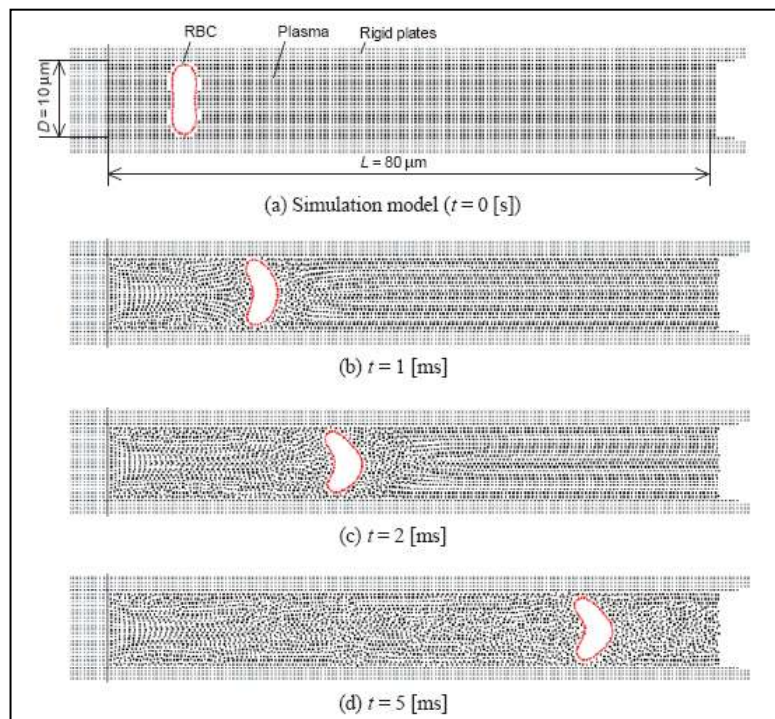 RBC Plasma Rigid plates
D = 10 μm
L = 80 μm
(a) Simulation model (t = 0 [s])
(b) t = 1 [ms]
(c) t = 2 [ms]
(d) t = 5 [ms]